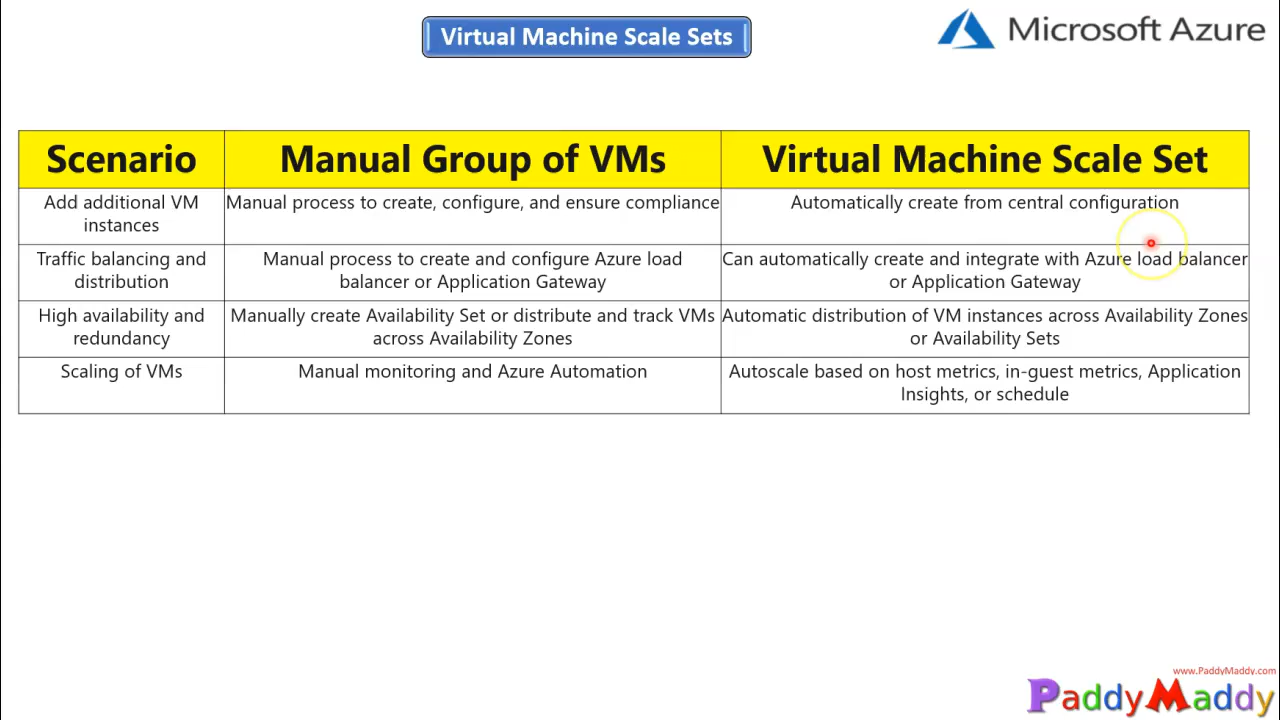 Virtual Machine Scale Sets
Microsoft Azure
Scenario
Manual Group of VMs
Virtual Machine Scale Set
Add additional VM
instances
Manual process to create, configure, and ensure compliance
Automatically create from central configuration
Traffic balancing and
distribution
Manual process to create and configure Azure load
balancer or Application Gateway
Can automatically create and integrate with Azure load balancer
or Application Gateway
High availability and
redundancy
Manually create Availability Set or distribute and track VMs
across Availability Zones
Automatic distribution of VM instances across Availability Zones
or Availability Sets
Scaling of VMs
Manual monitoring and Azure Automation
Autoscale based on host metrics, in-guest metrics, Application
Insights, or schedule
www.PaddyMaddy.com
PaddyMaddy